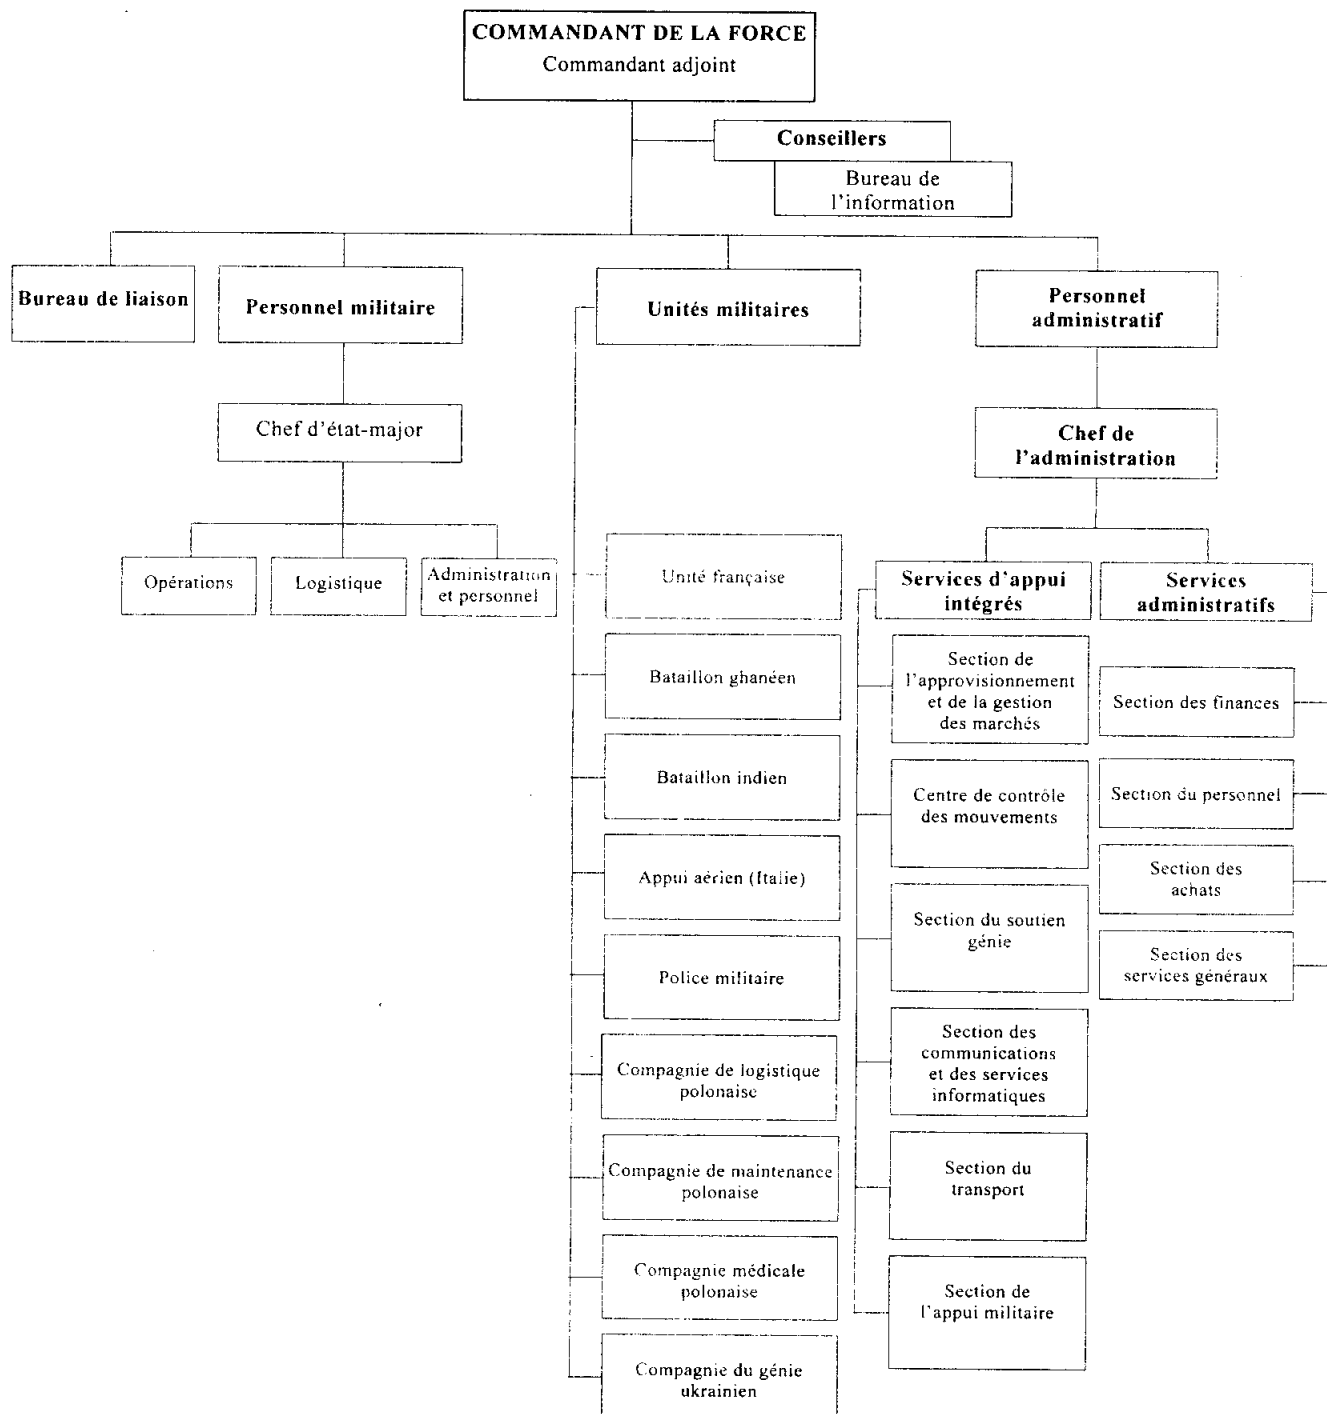 COMMANDANT DE LA FORCE
Commandant adjoint
Conseillers
Bureau de
l'information
Bureau de liaison
Personnel militaire
Unités militaires
Personnel
administratif
Chef d'état-major
Chef de
l'administration
Opérations
Logistique
Administration
et personnel
Unité française
Bataillon ghanéen
Bataillon indien
Appui aérien (Italie)
Police militaire
Compagnie de logistique
polonaise
Compagnie de maintenance
polonaise
Compagnie médicale
polonaise
Compagnie du génie
ukrainien
Services d'appui
intégrés
Section de
l'approvisionnement
et de la gestion
des marchés
Centre de contrôle
des mouvements
Section du soutien
génie
Section des
communications
et des services
informatiques
Section du
transport
Section de
l'appui militaire
Services
administratifs
Section des finances
Section du personnel
Section des
achats
Section des
services généraux